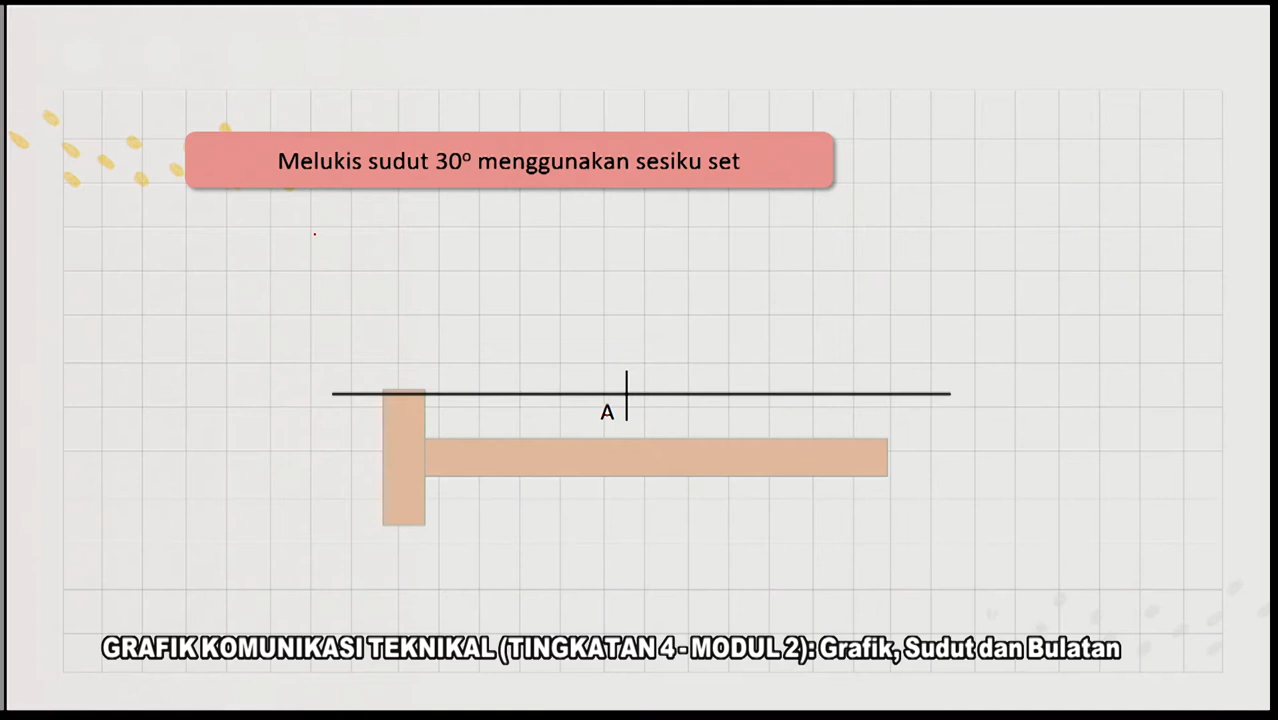 Melukis sudut 30º menggunakan sesiku set
A
GRAFIK KOMUNIKASI TEKNIKAL (TINGKATAN 4 - MODUL 2): Grafik, Sudut dan Bulatan